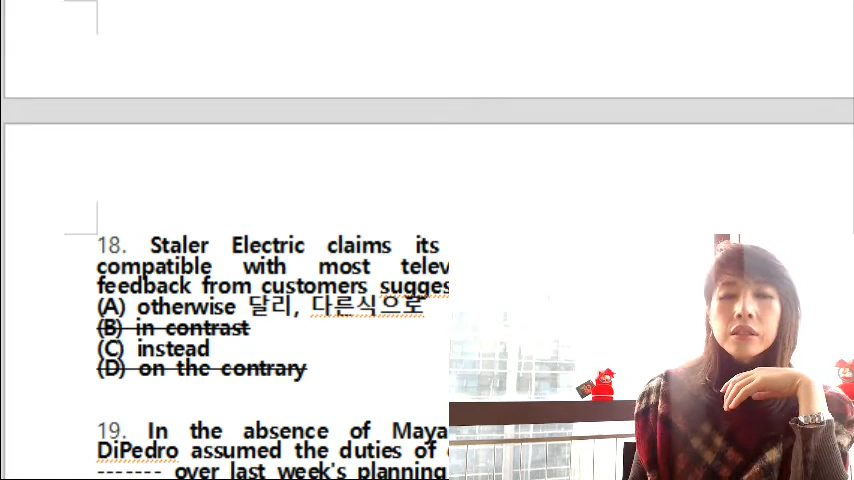 18. Staler Electric claims its
compatible with most telev
feedback from customers sugges
(A) otherwise 달리, 다른식으로
(B) in contrast
(C) instead
(D) on the contrary
19. In the absence of Maya
DiPedro assumed the duties of
------- over last week's planning